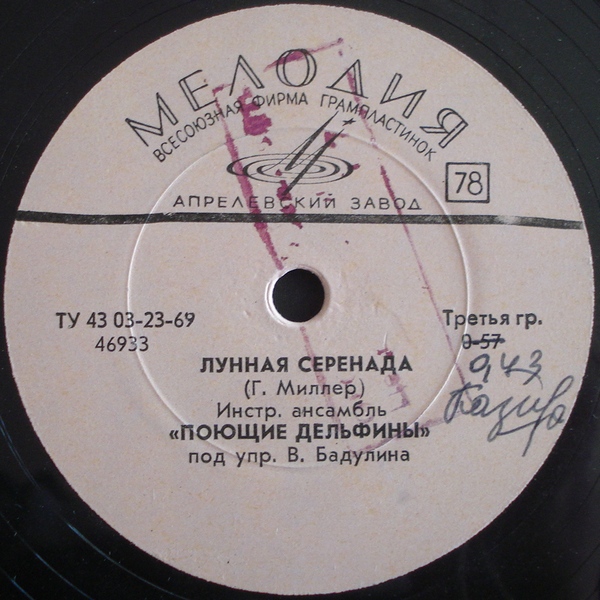 МЕЛОДИЯ
ВСЕСОЮЗНАЯ ФИРМА ГРАМПЛАСТИНОК
78
АПРЕЛЕВСКИЙ ЗАВОД
ТУ 43 03-23-69
46933
Третья гр.
0-57
943
ЛУННАЯ СЕРЕНАДА
(Г. Миллер)
Инстр. ансамбль
«ПОЮЩИЕ ДЕЛЬФИНЫ»
под упр. В. Бадулина